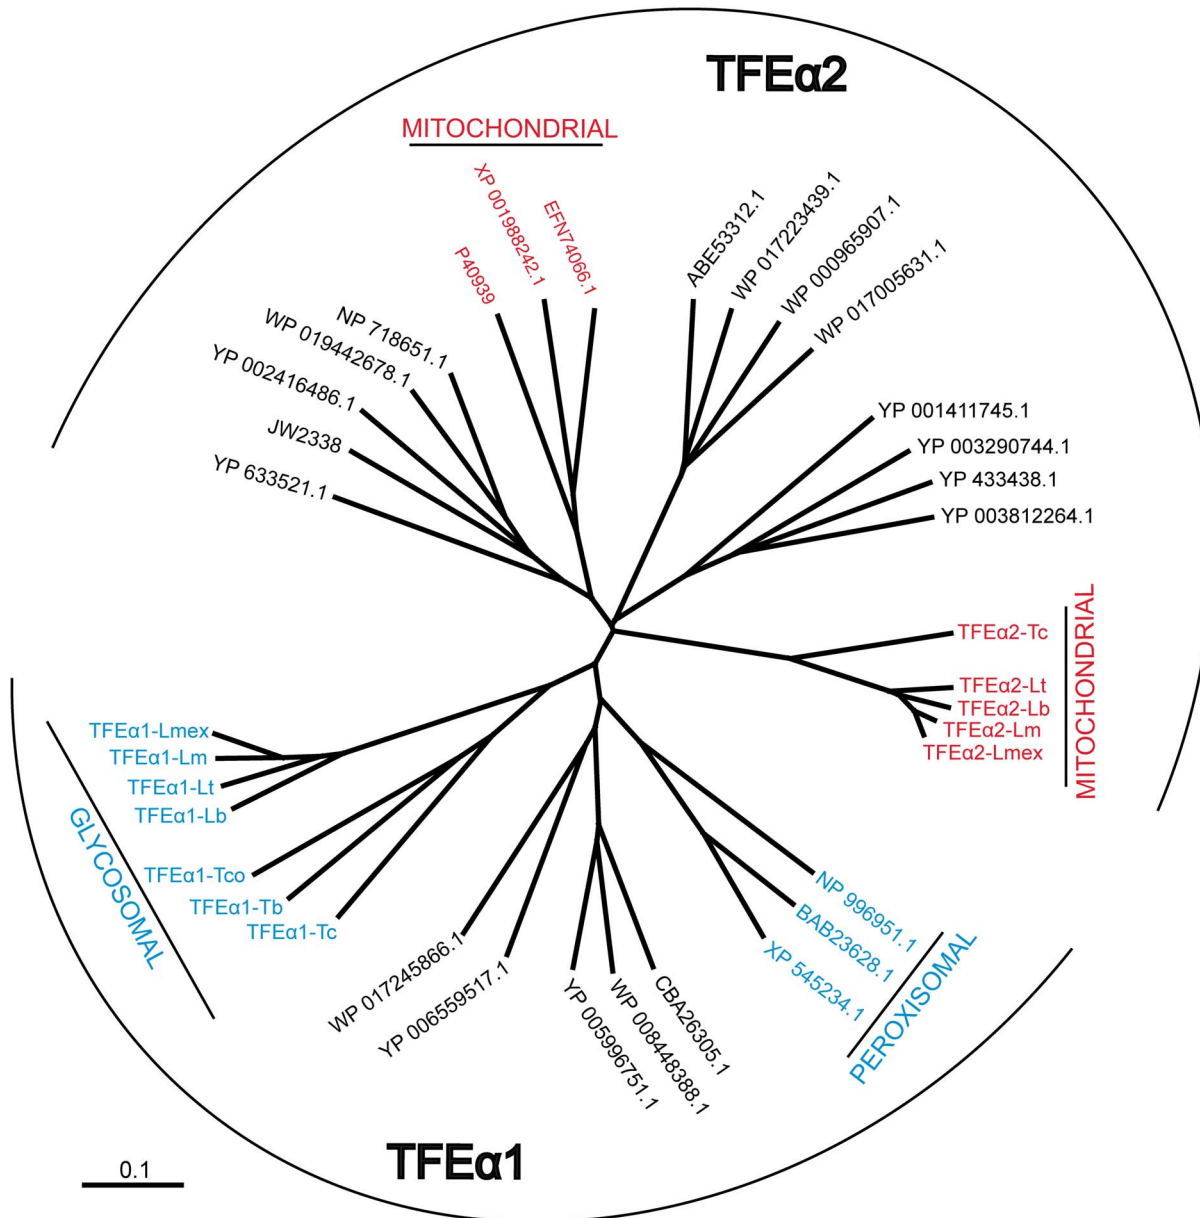 TFEα2
MITOCHONDRIAL
XP 001988242.1
EFN74066.1
P40939
NP 718651.1
WP 019442678.1
YP 002416486.1
JW2338
YP 633521.1
ABE53312.1
WP 017223439.1
WP 000965907.1
WP 017005631.1
YP 001411745.1
YP 003290744.1
YP 433438.1
YP 003812264.1
TFEα2-Tc
TFEα2-Lt
TFEα2-Lb
TFEα2-Lm
TFEα2-Lmex
MITOCHONDRIAL
TFEα1-Lmex
TFEα1-Lm
TFEα1-Lt
TFEα1-Lb
TFEα1-Tco
TFEα1-Tb
TFEα1-Tc
GLYCOSOMAL
WP 017245866.1
YP 006559517.1
YP 005996751.1
WP 008448388.1
CBA26305.1
XP 545234.1
BAB23628.1
NP 996951.1
PEROXISOMAL
TFEα1
0.1